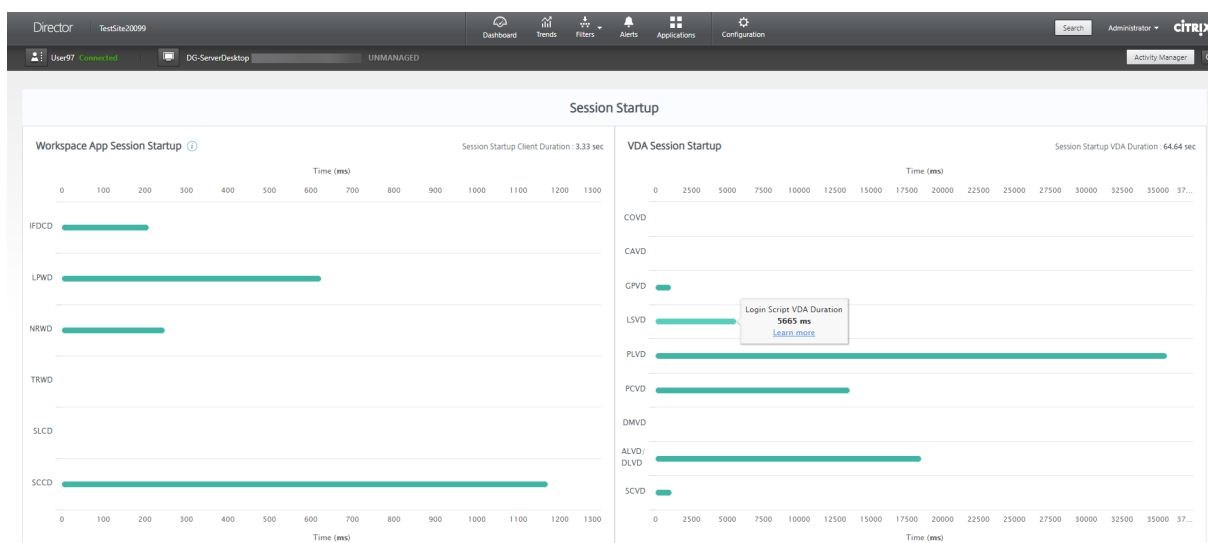 Director TestSite20099 Dashboard Trends Filters Alerts Applications Configuration Search Administrator CİTRİX
User97 Connected DG-ServerDesktop UNMANAGED Activity Manager
Session Startup
Workspace App Session Startup Session Startup Client Duration : 3.33 sec
Time (ms)
0 100 200 300 400 500 600 700 800 900 1000 1100 1200 1300
IFDCD
LPWD
NRWD
TRWD
SLCD
SCCD
0 100 200 300 400 500 600 700 800 900 1000 1100 1200 1300
Time (ms)
VDA Session Startup Session Startup VDA Duration : 64.64 sec
Time (ms)
0 2500 5000 7500 10000 12500 15000 17500 20000 22500 25000 27500 30000 32500 35000 37...
COVD
CAVD
GPVD
LSVD
Login Script VDA Duration
5665 ms
Learn more
PLVD
PCVD
DMVD
ALVD/
DLVD
SCVD
0 2500 5000 7500 10000 12500 15000 17500 20000 22500 25000 27500 30000 32500 35000 37...
Time (ms)